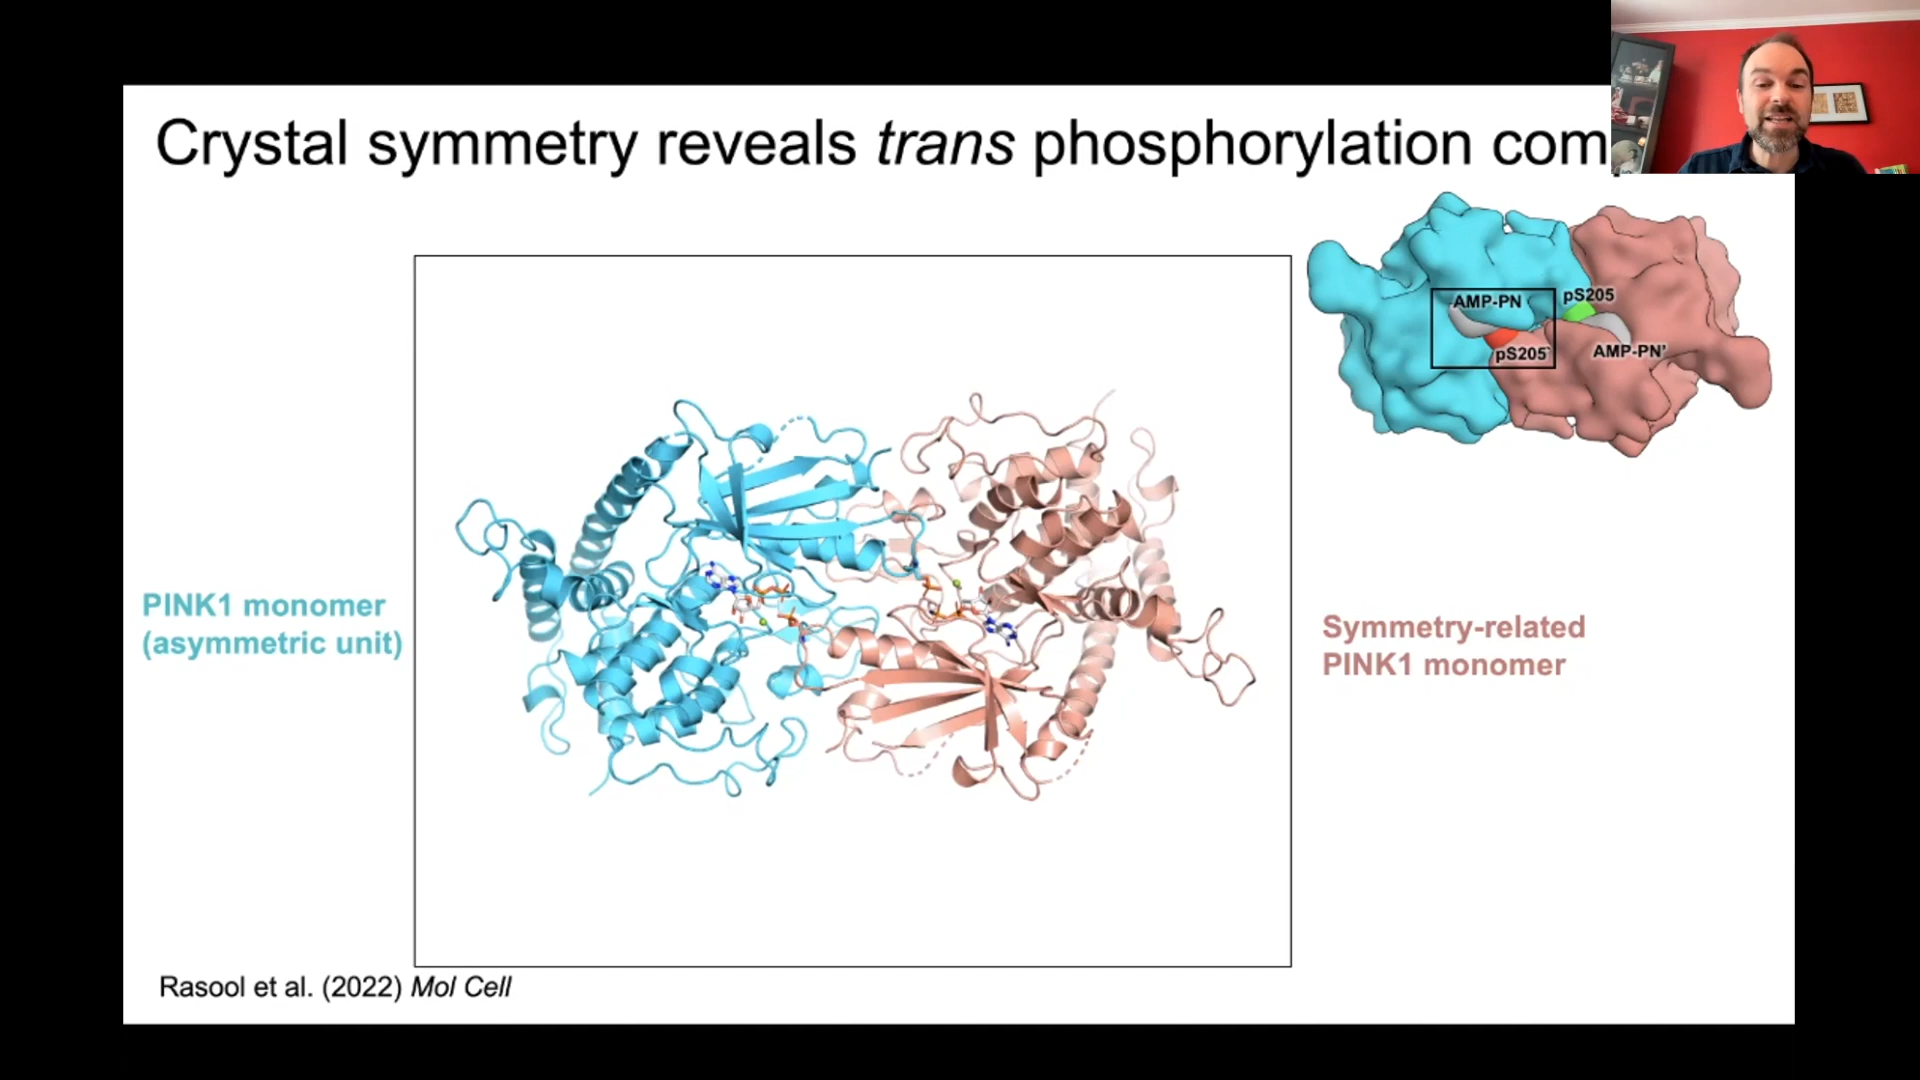 Crystal symmetry reveals trans phosphorylation com
AMP-PN
pS205
pS205`
AMP-PN'
PINK1 monomer
(asymmetric unit)
Symmetry-related
PINK1 monomer
Rasool et al. (2022) Mol Cell